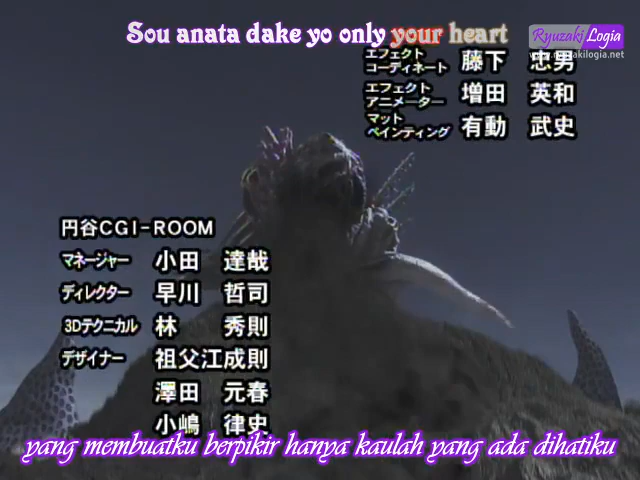 Sou anata dake yo only your heart
Ryuzaki Logia
www.ryuzakilogia.net
エフェクト
コーディネート 藤下 忠男
エフェクト
アニメーター 増田 英和
マット
ペインティング 有働 武史
円谷CGI-ROOM
マネージャー 小田 達哉
ディレクター 早川 哲司
3Dテクニカル 林 秀則
デザイナー 祖父江成則
澤田 元春
小嶋 律史
yang membuatku berpikir hanya kaulah yang ada dihatiku